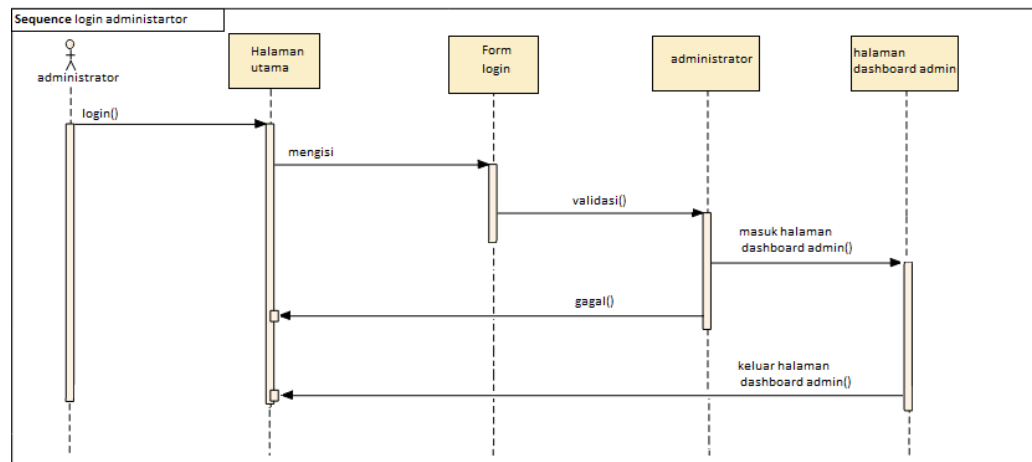 Sequence login administartor
administrator
Halaman
utama
Form
login
administrator
halaman
dashboard admin
login()
mengisi
validasi()
masuk halaman
dashboard admin()
gagal()
keluar halaman
dashboard admin()